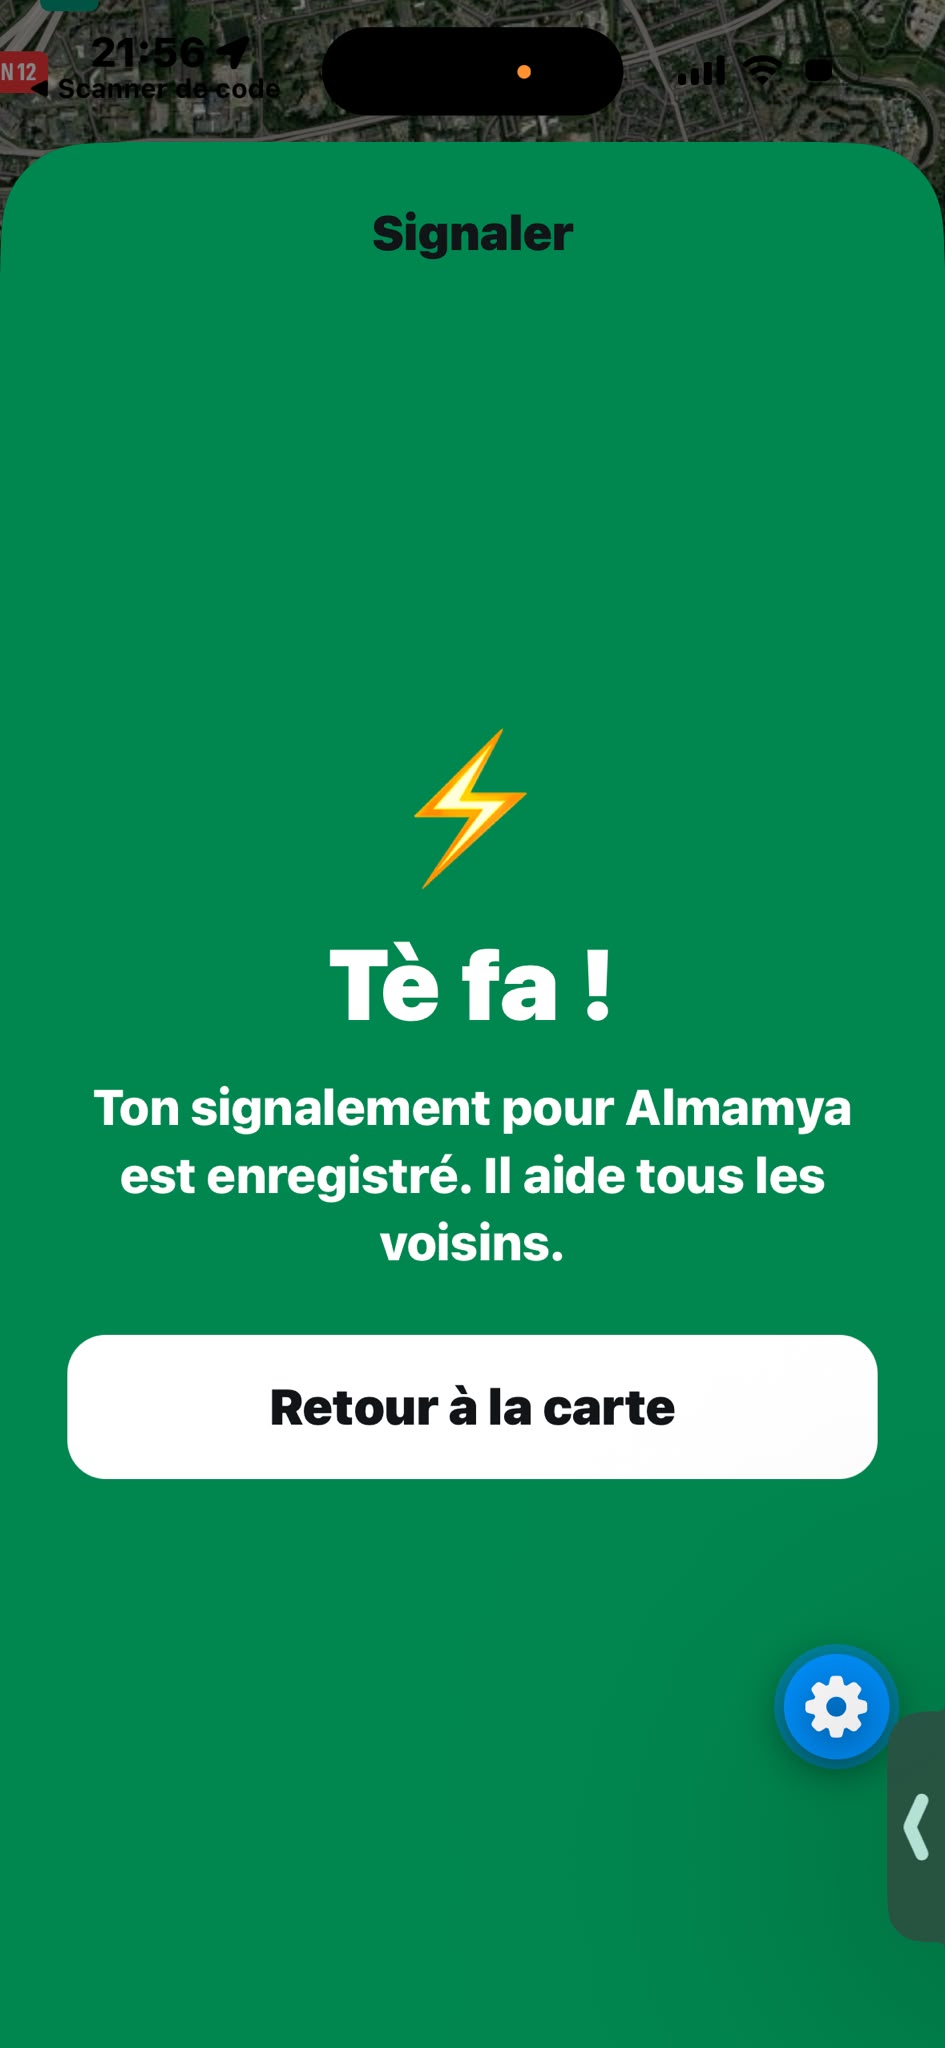 N12
21:56
Scanner de code
Signaler
Tè fa !
Ton signalement pour Almamya
est enregistré. Il aide tous les
voisins.
Retour à la carte